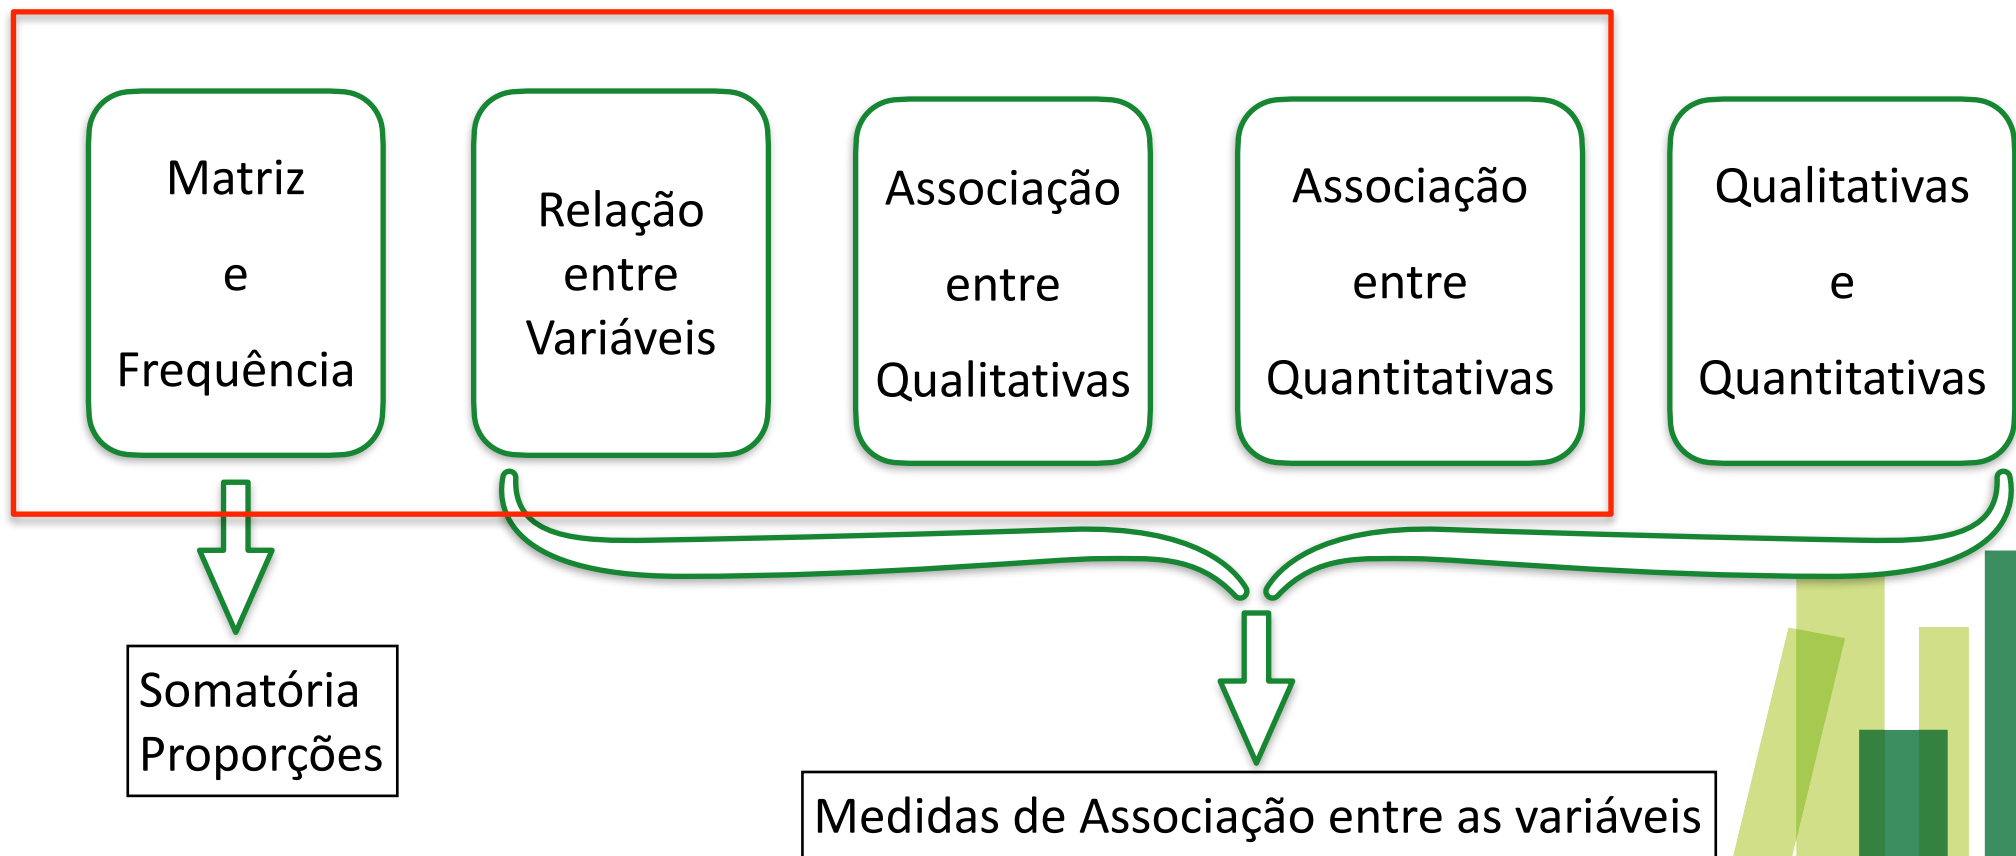 Matriz
e
Frequência
Relação
entre
Variáveis
Associação
entre
Qualitativas
Associação
entre
Quantitativas
Qualitativas
e
Quantitativas
Somatória
Proporções
Medidas de Associação entre as variáveis